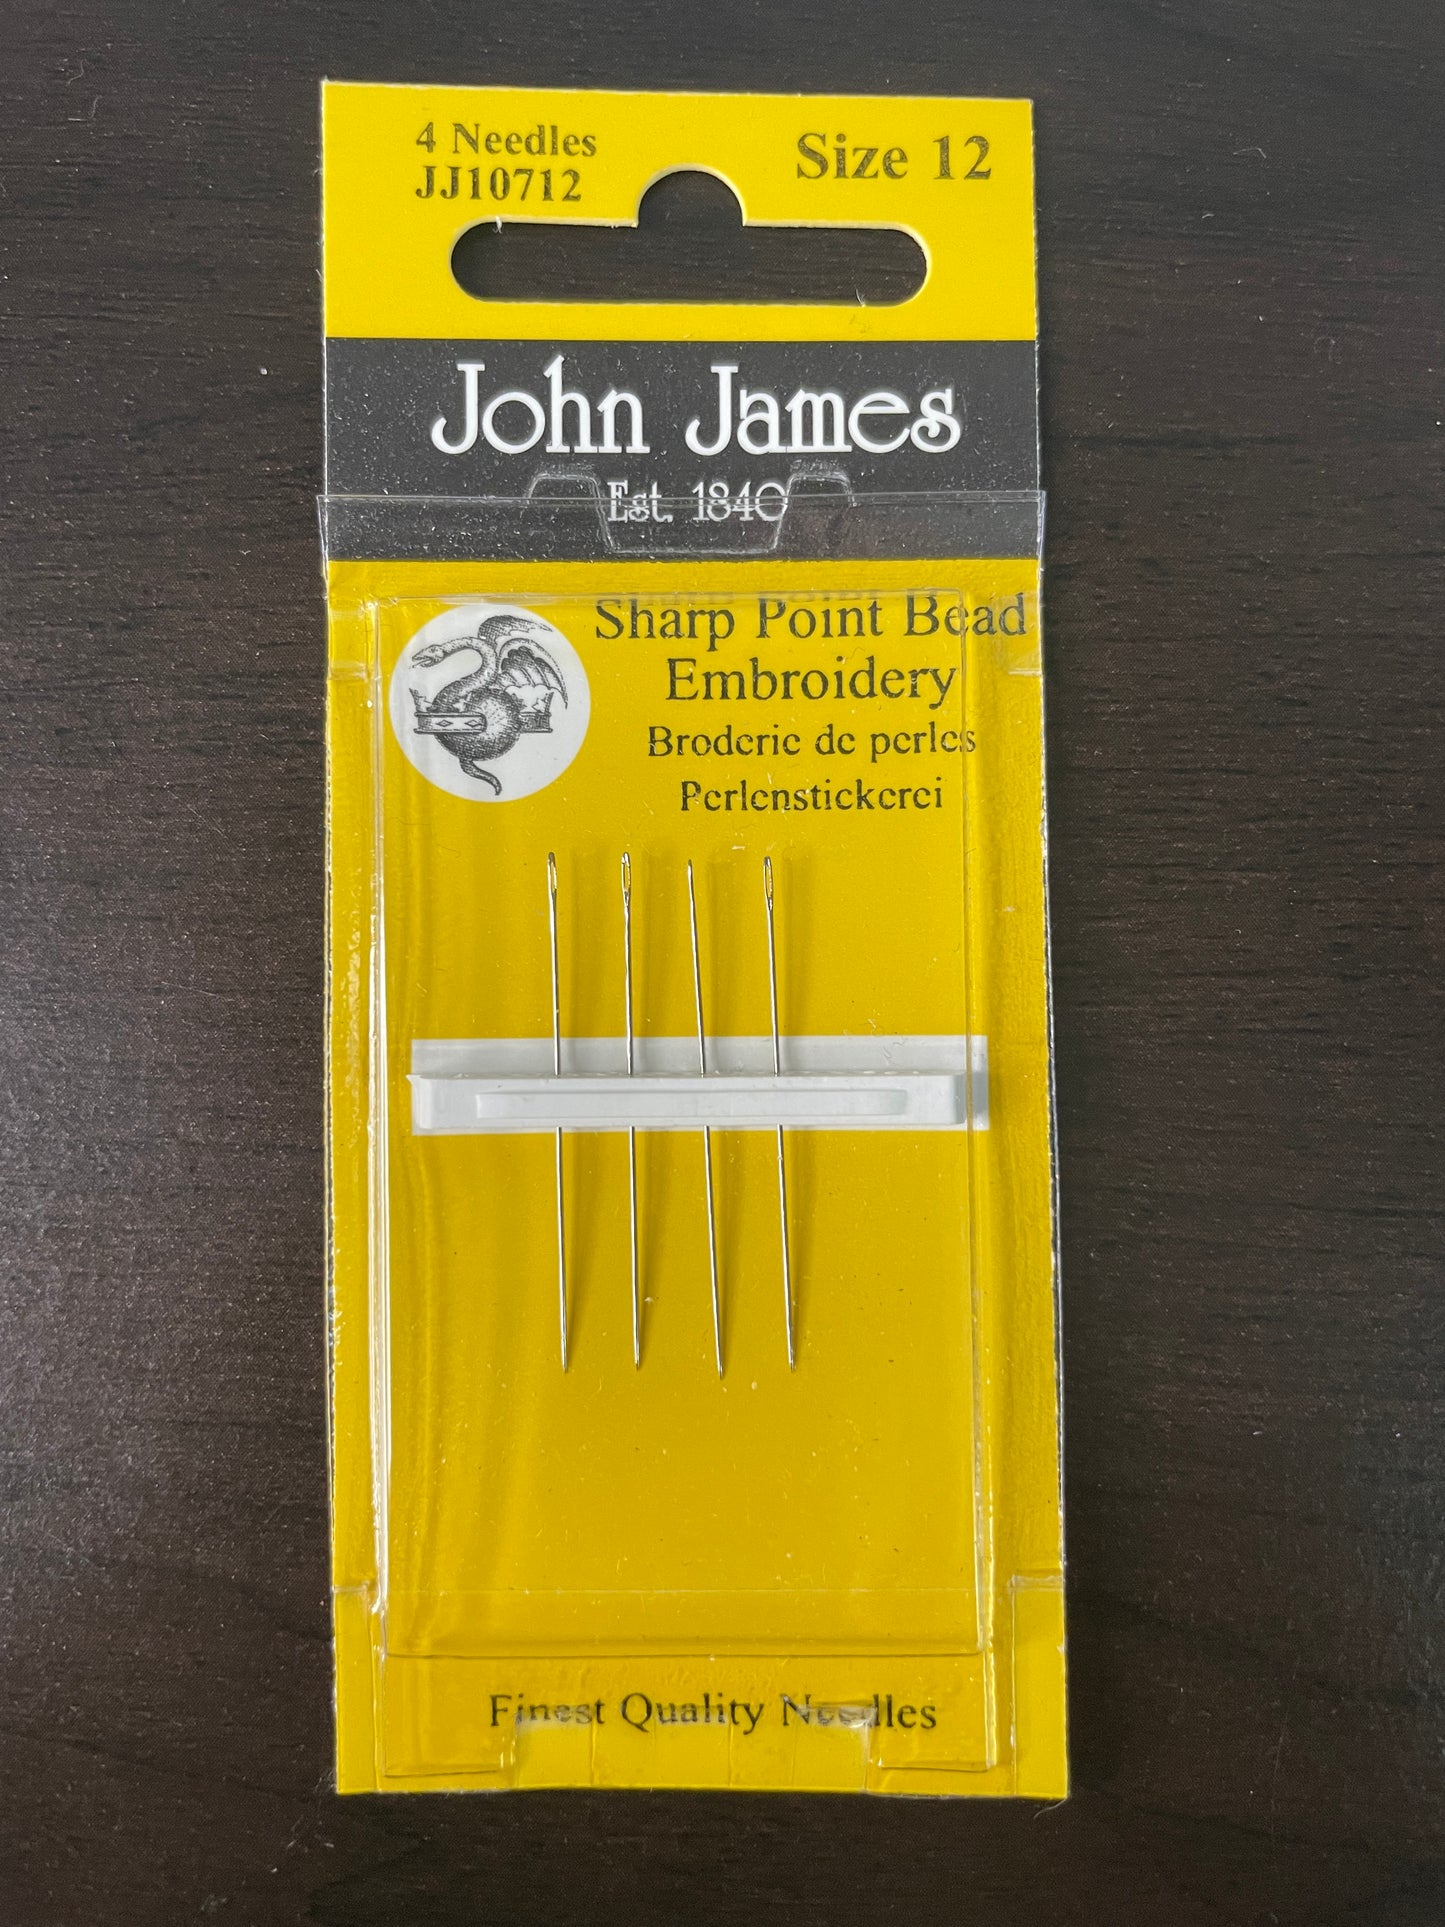 4 Needles
JJ10712
Size 12
John James
Est. 1840
Sharp Point Bead
Embroidery
Broderie de perles
Perlenstickerei
Finest Quality Needles